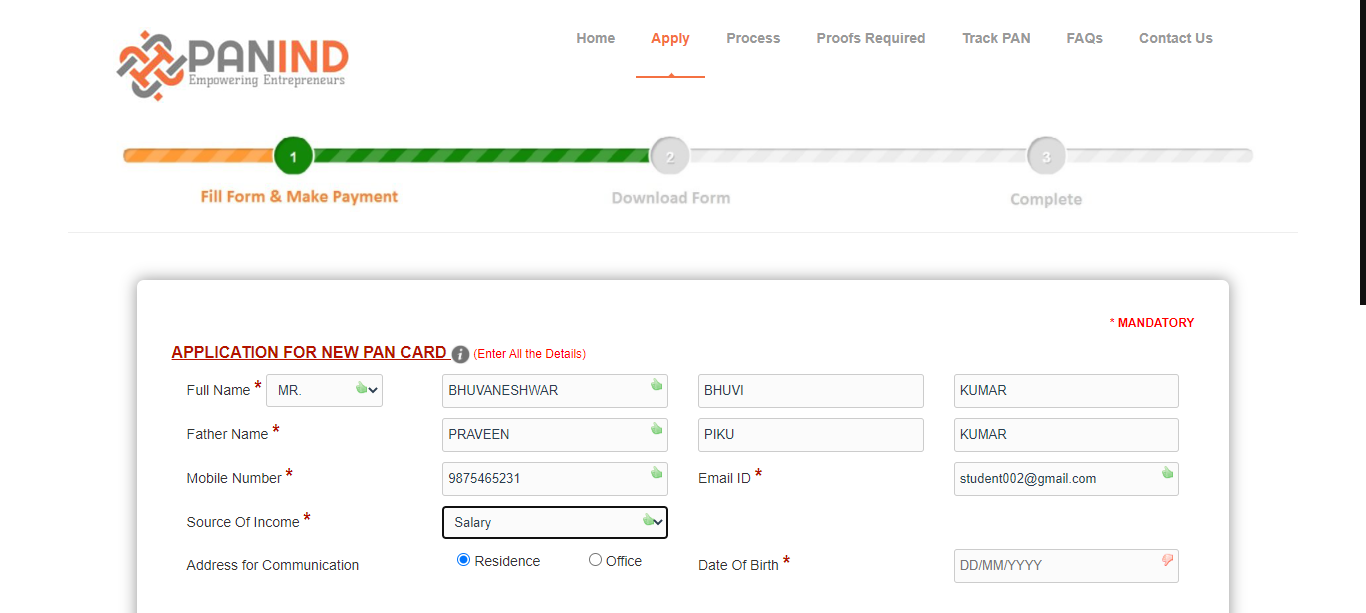 PANIND
Empowering Entrepreneurs
Home Apply Process Proofs Required Track PAN FAQs Contact Us
1 2 3
Fill Form & Make Payment Download Form Complete
* MANDATORY
APPLICATION FOR NEW PAN CARD i (Enter All the Details)
Full Name * MR. BHUVANESHWAR BHUVI KUMAR
Father Name * PRAVEEN PIKU KUMAR
Mobile Number * 9875465231 Email ID * student002@gmail.com
Source Of Income * Salary
Address for Communication Residence Office Date Of Birth * DD/MM/YYYY